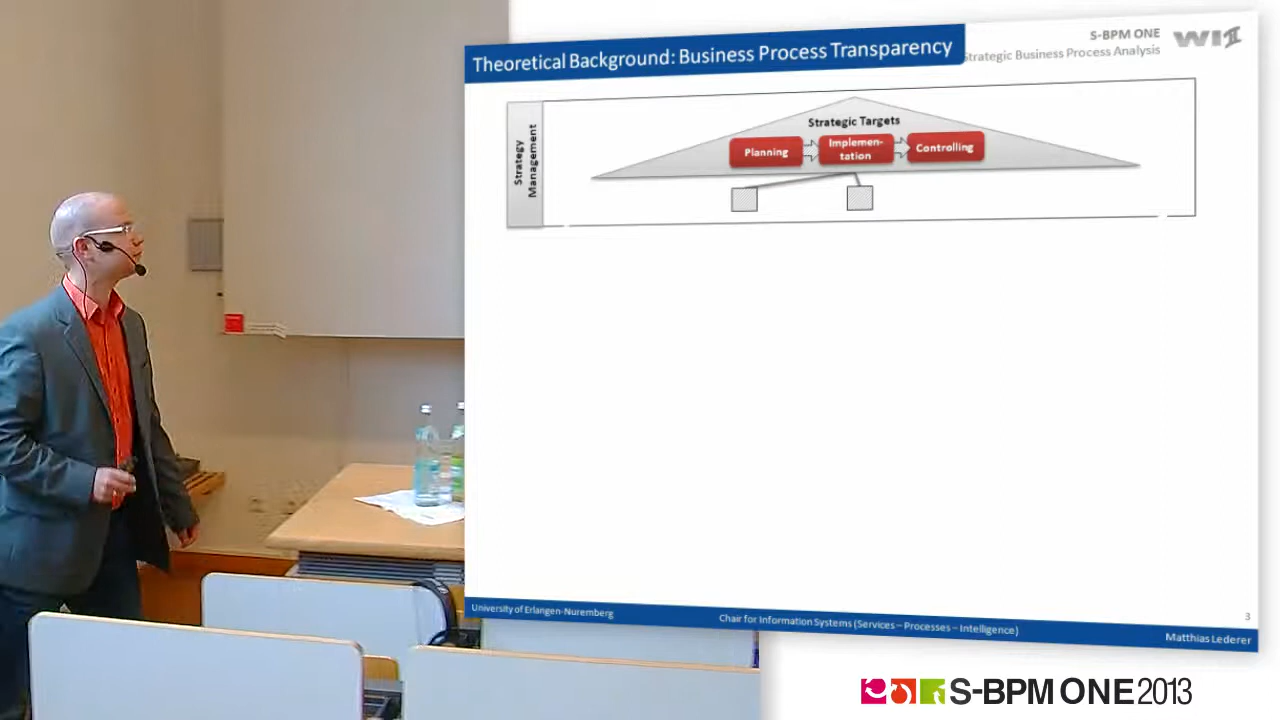 Theoretical Background: Business Process Transparency
S-BPM ONE
Strategic Business Process Analysis
WI
Strategy
Management
Strategic Targets
Planning
Implemen-
tation
Controlling
3
University of Erlangen-Nuremberg
Chair for Information Systems (Services – Processes – Intelligence)
Matthias Lederer
S-BPM ONE 2013